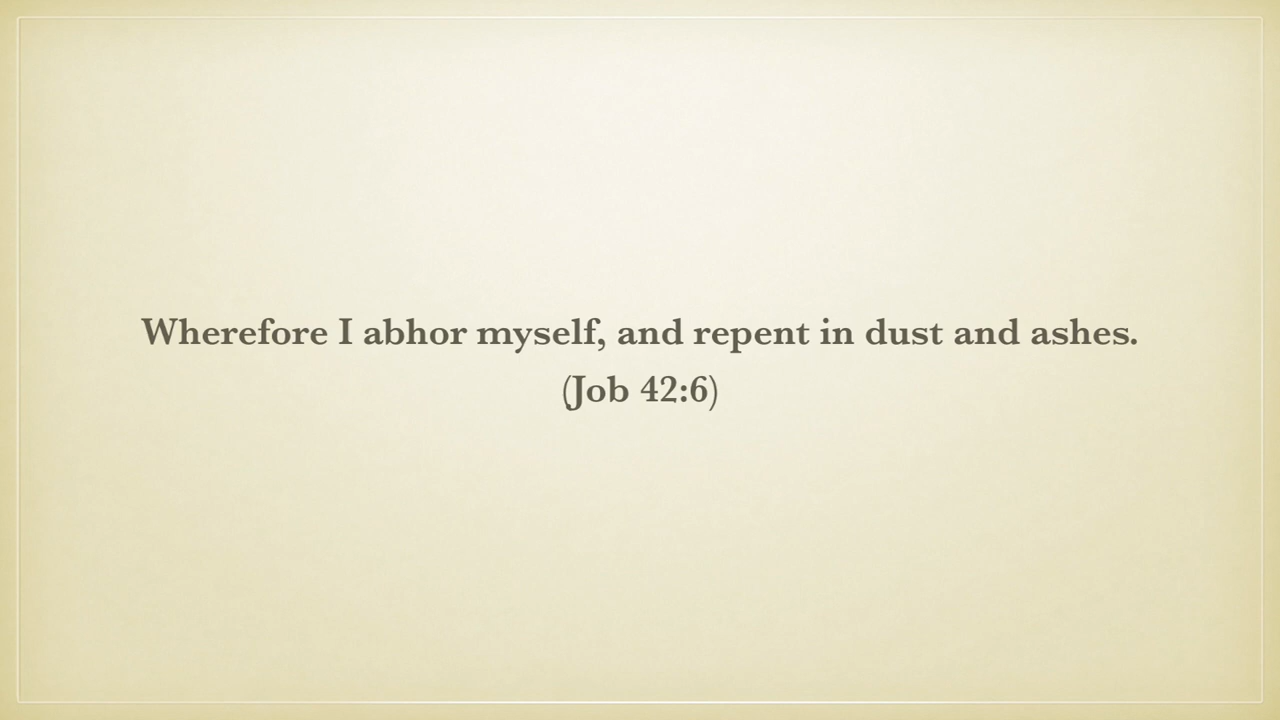 Wherefore I abhor myself, and repent in dust and ashes.
(Job 42:6)